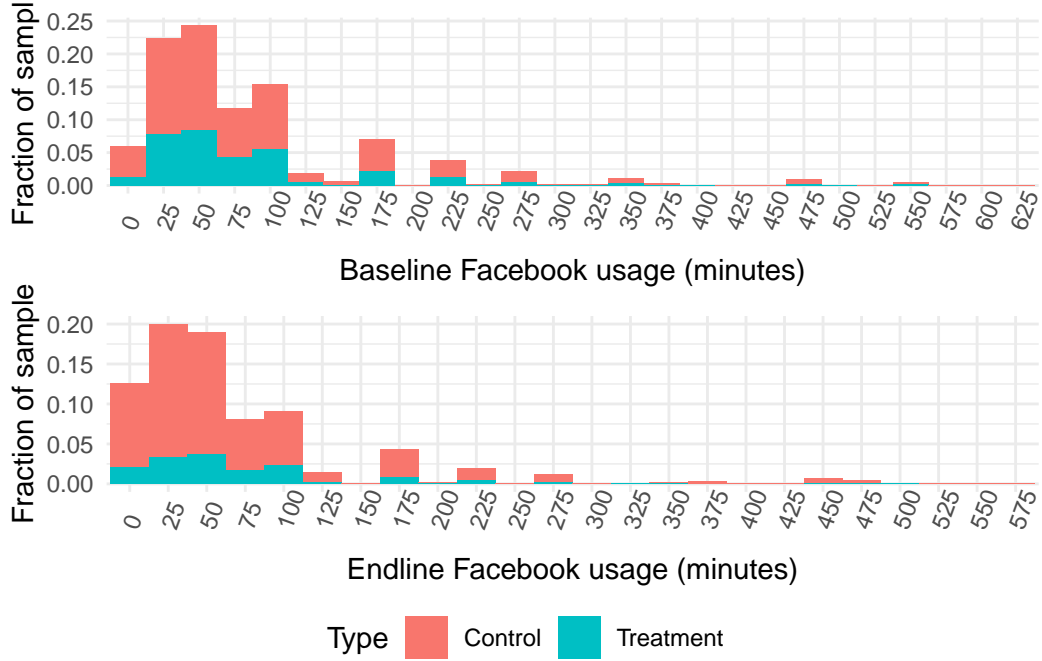 Fraction of sample
0.25
0.20
0.15
0.10
0.05
0.00
0 25 50 75 100 125 150 175 200 225 250 275 300 325 350 375 400 425 450 475 500 525 550 575 600 625
Baseline Facebook usage (minutes)
Fraction of sample
0.20
0.15
0.10
0.05
0.00
0 25 50 75 100 125 150 175 200 225 250 275 300 325 350 375 400 425 450 475 500 525 550 575
Endline Facebook usage (minutes)
Type Control Treatment